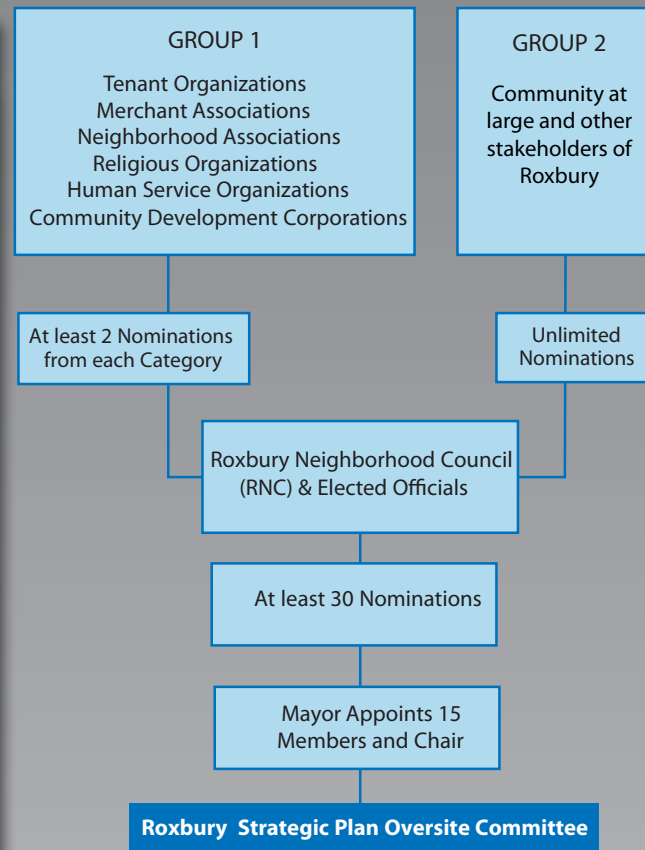 GROUP 1
Tenant Organizations
Merchant Associations
Neighborhood Associations
Religious Organizations
Human Service Organizations
Community Development Corporations
GROUP 2
Community at
large and other
stakeholders of
Roxbury
At least 2 Nominations
from each Category
Unlimited
Nominations
Roxbury Neighborhood Council
(RNC) & Elected Officials
At least 30 Nominations
Mayor Appoints 15
Members and Chair
Roxbury Strategic Plan Oversite Committee